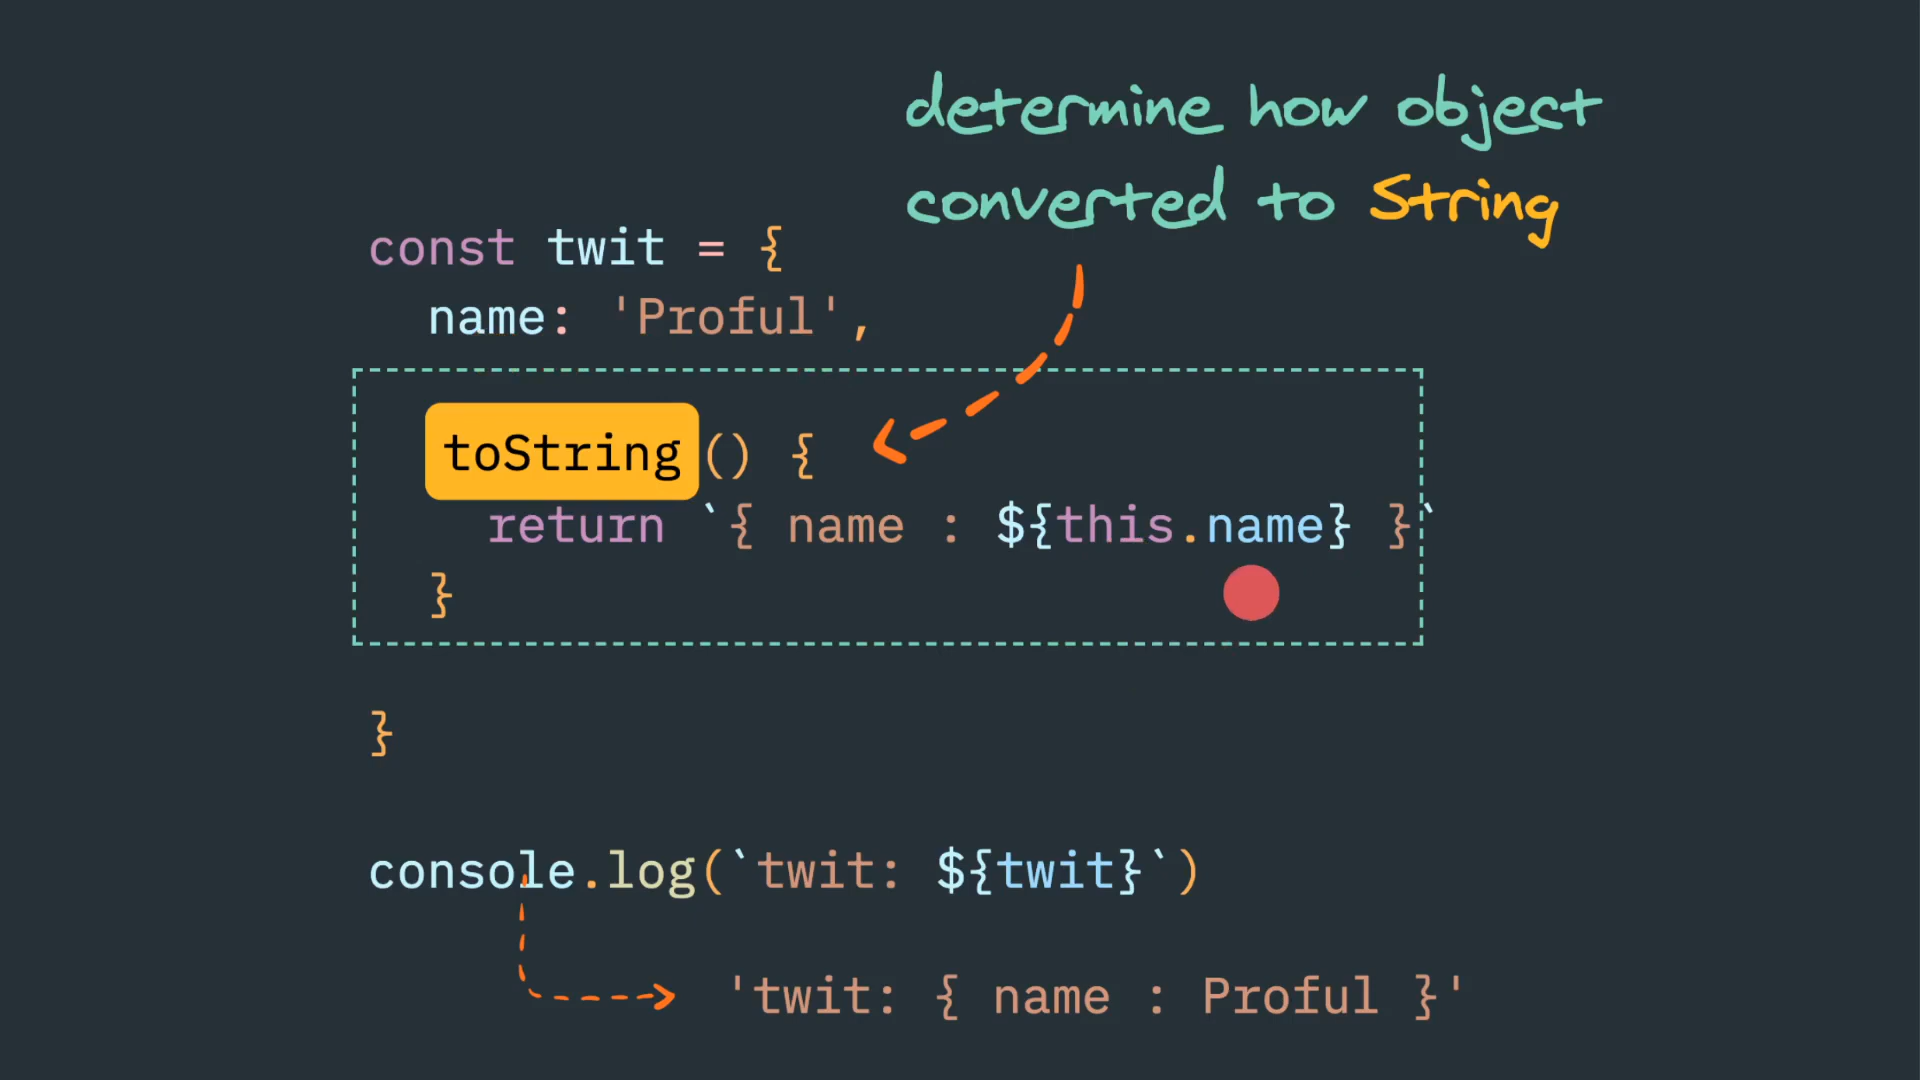 determine how object
converted to String
const twit = {
name: 'Proful',
toString() {
return `{ name : ${this.name} }`
}
}
console.log(`twit: ${twit}`)
'twit: { name : Proful }'